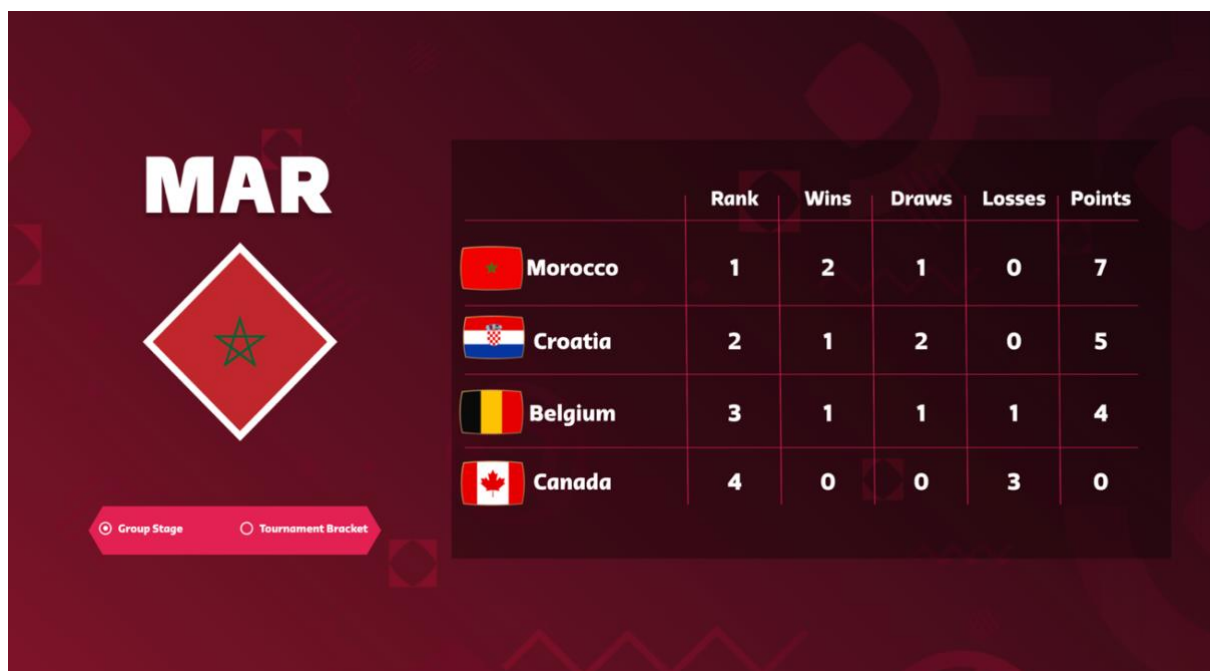 MAR
Rank Wins Draws Losses Points
Morocco 1 2 1 0 7
Croatia 2 1 2 0 5
Belgium 3 1 1 1 4
Canada 4 0 0 3 0
Group Stage Tournament Bracket